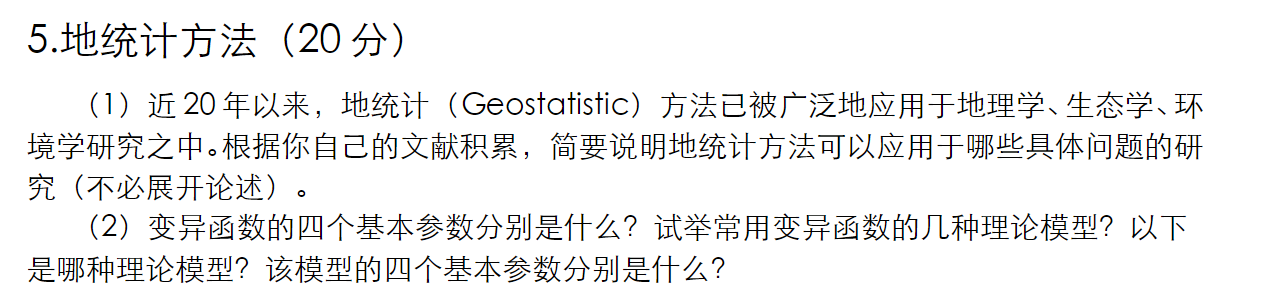 5.地统计方法（20 分）
（1）近 20 年以来，地统计（Geostatistic）方法已被广泛地应用于地理学、生态学、环
境学研究之中。根据你自己的文献积累，简要说明地统计方法可以应用于哪些具体问题的研
究（不必展开论述）。
（2）变异函数的四个基本参数分别是什么？试举常用变异函数的几种理论模型？以下
是哪种理论模型？该模型的四个基本参数分别是什么？